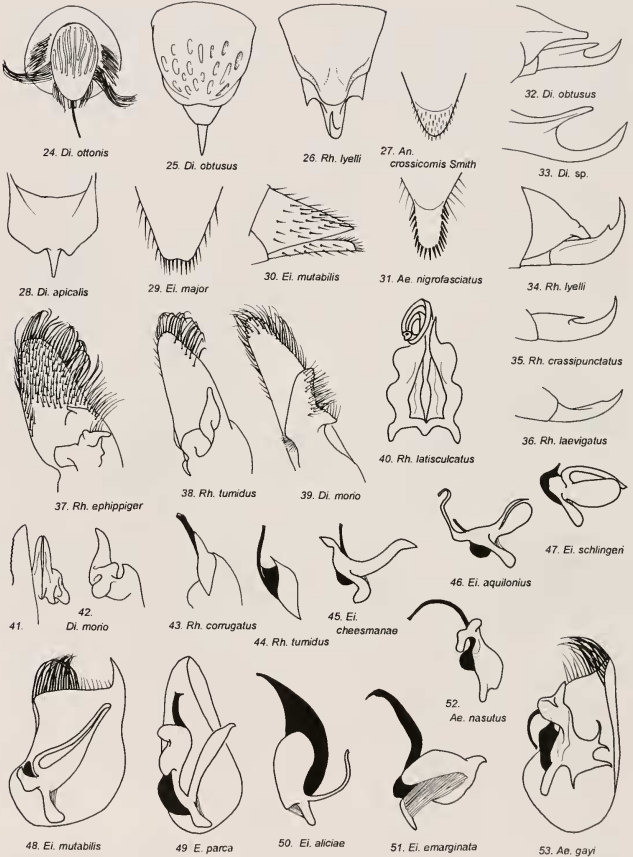 24. Di. ottonis
25. Di. obtusus
26. Rh. lyelli
27. An.
crossicomis Smith
32. Di. obtusus
33. Di. sp.
28. Di. apicalis
29. Ei. major
30. Ei. mutabilis
31. Ae. nigrofasciatus
34. Rh. lyelli
35. Rh. crassipunctatus
36. Rh. laevigatus
37. Rh. ephippiger
38. Rh. tumidus
39. Di. morio
40. Rh. latisculcatus
47. Ei. schlingeri
46. Ei. aquilonius
41.
42.
Di. morio
43. Rh. corrugatus
44. Rh. tumidus
45. Ei.
cheesmanae
52.
Ae. nasutus
48. Ei. mutabilis
49 E. parca
50. Ei. aliciae
51. Ei. emarginata
53. Ae. gayi